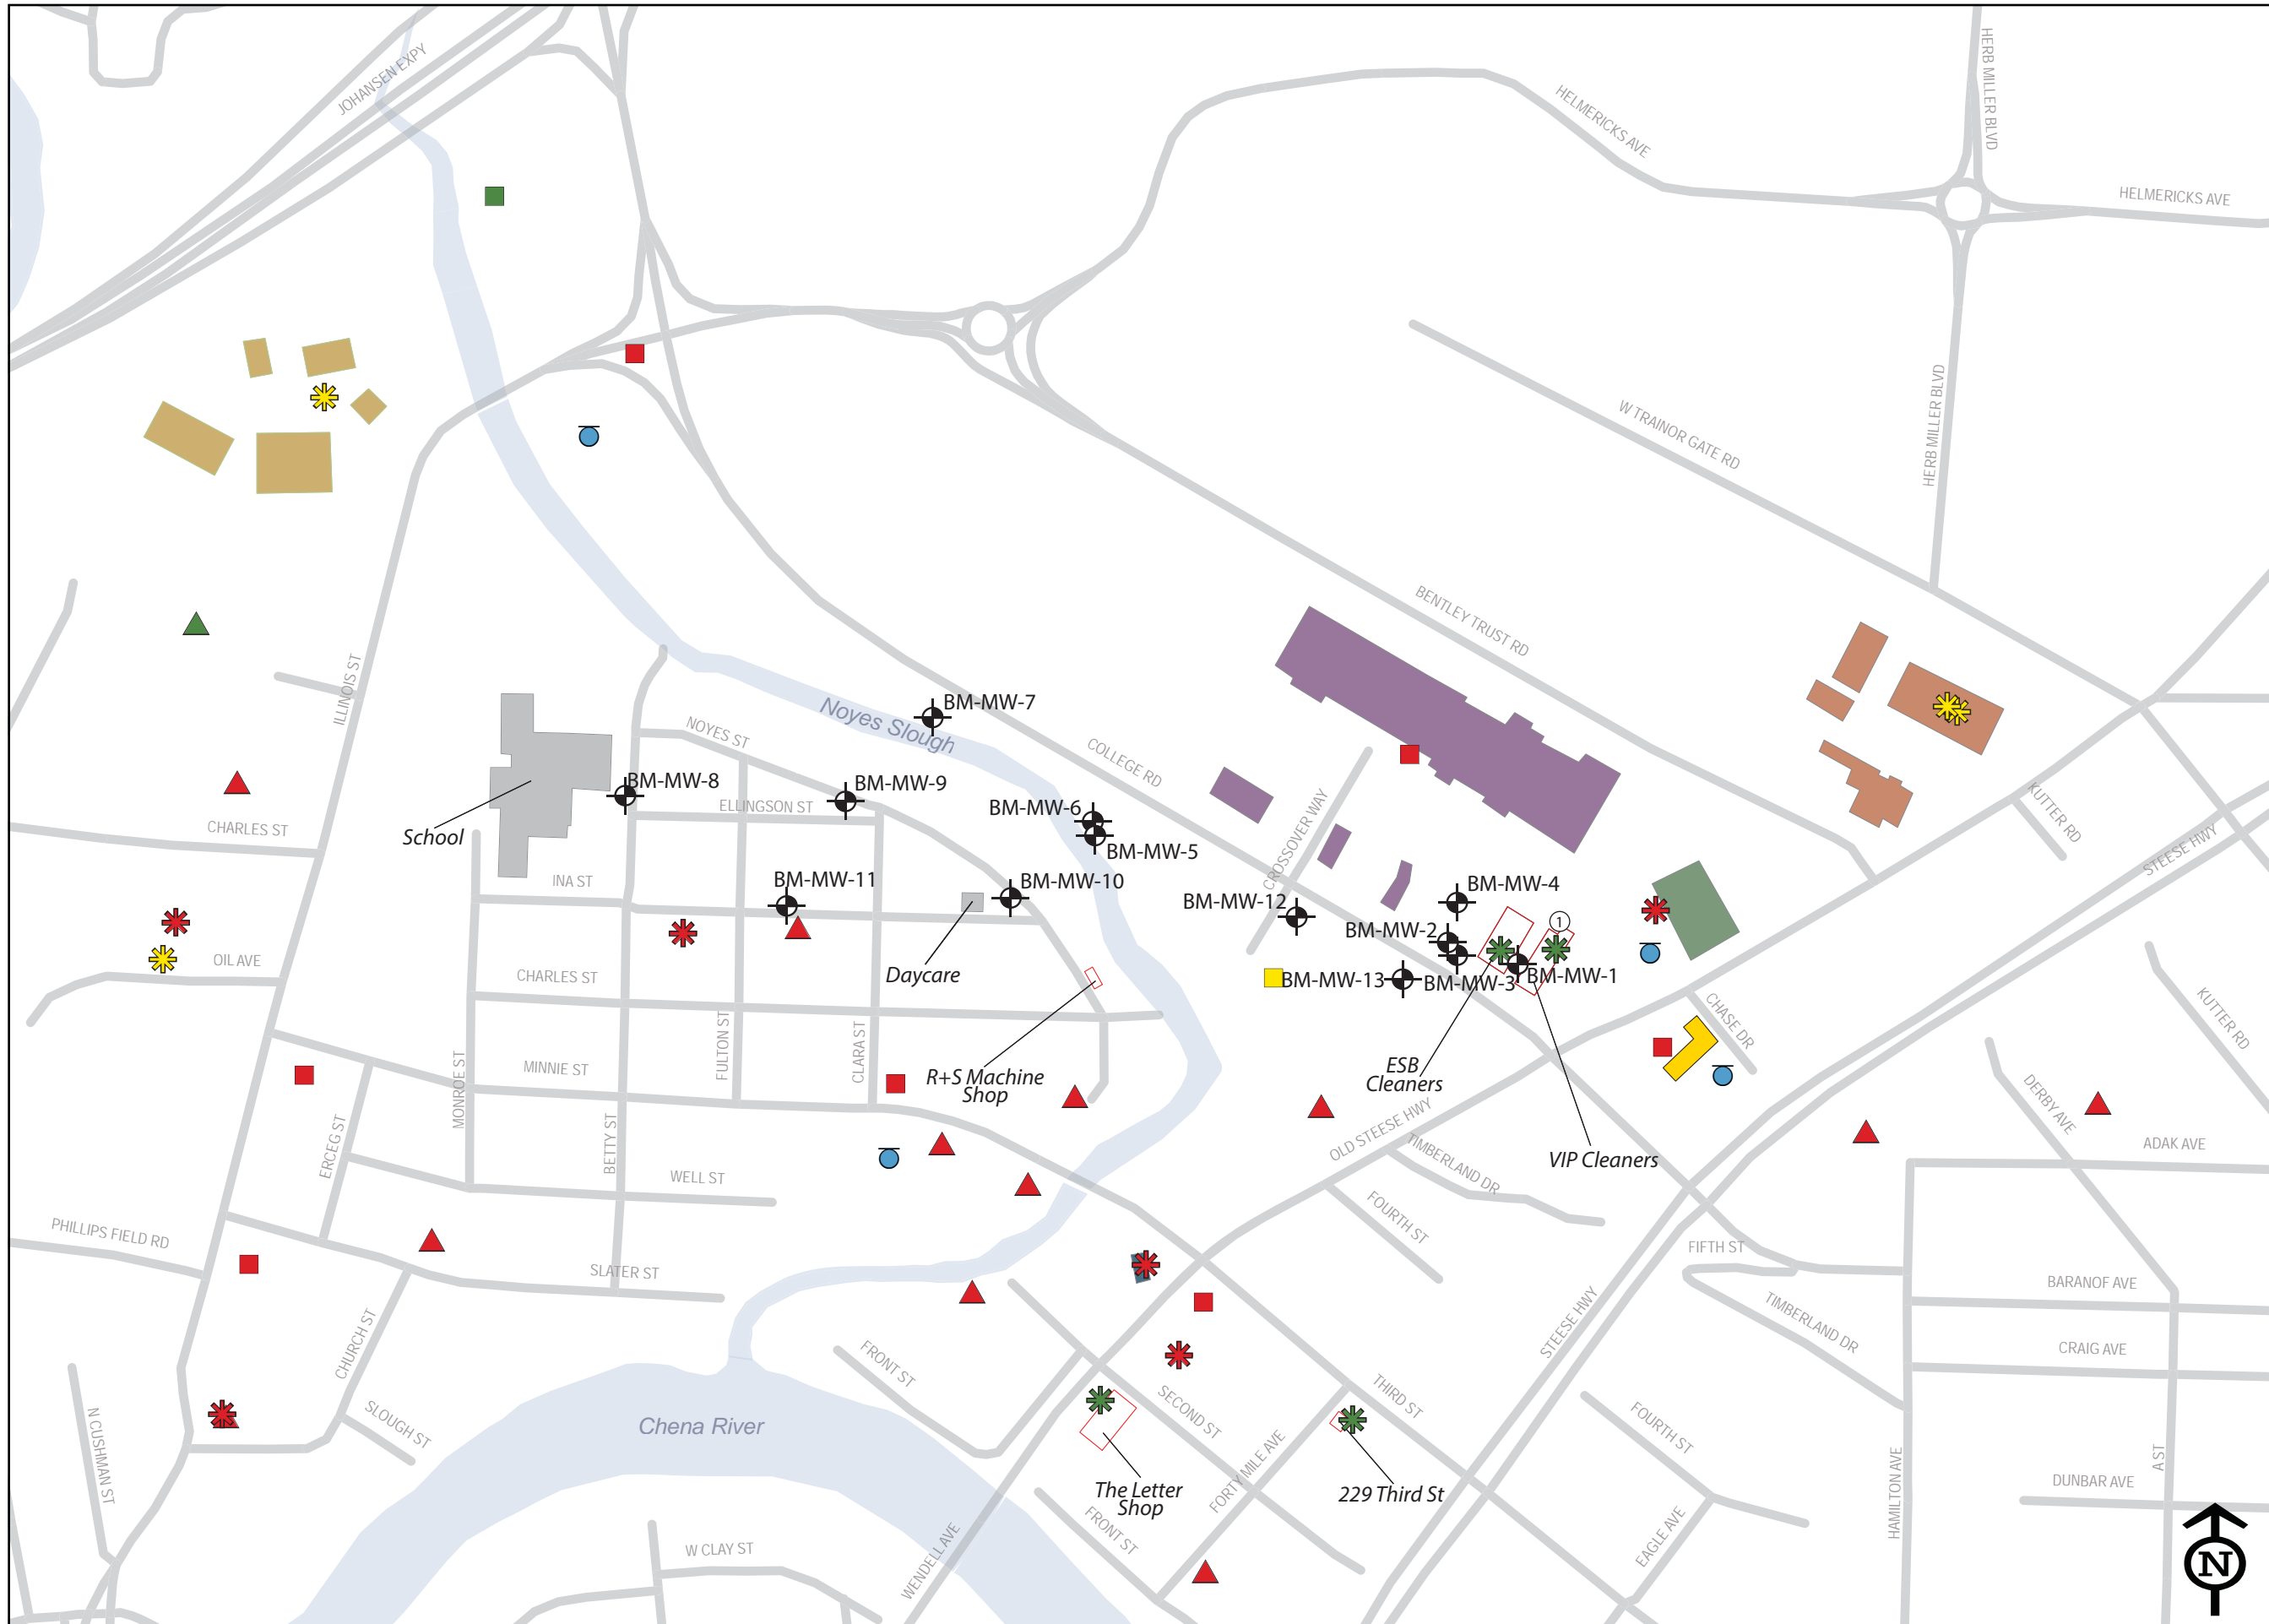 JOHANSEN EXPY
HERB MILLER BLVD
HELMERICKS AVE
HELMERICKS AVE
HERB MILLER BLVD
W TRAINOR GATE RD
BENTLEY TRUST RD
ILLINOIS ST
NOYES ST
Noyes Slough
BM-MW-7
COLLEGE RD
BM-MW-8
BM-MW-9
ELLINGSON ST
BM-MW-6
BM-MW-5
CROSSOVER WAY
KUTTER RD
STEESE HWY
School
CHARLES ST
INA ST
BM-MW-11
BM-MW-10
BM-MW-12
BM-MW-4
BM-MW-2
1
OIL AVE
CHARLES ST
Daycare
BM-MW-13
BM-MW-3
BM-MW-1
CHASE DR
KUTTER RD
MONROE ST
MINNIE ST
FULTON ST
CLARA ST
R+S Machine
Shop
ESB
Cleaners
OLD STEESE HWY
TIMBERLAND DR
VIP Cleaners
DERBY AVE
ADAK AVE
ERCEG ST
BETTY ST
WELL ST
FOURTH ST
PHILLIPS FIELD RD
SLATER ST
FIFTH ST
BARANOF AVE
TIMBERLAND DR
CRAIG AVE
STEESE HWY
CHURCH ST
FRONT ST
SECOND ST
THIRD ST
N CUSHMAN ST
SLOUGH ST
Chena River
FOURTH ST
HAMILTON AVE
A ST
DUNBAR AVE
The Letter
Shop
FORTY MILE AVE
229 Third St
FRONT ST
EAGLE AVE
W CLAY ST
WENDELL AVE
N